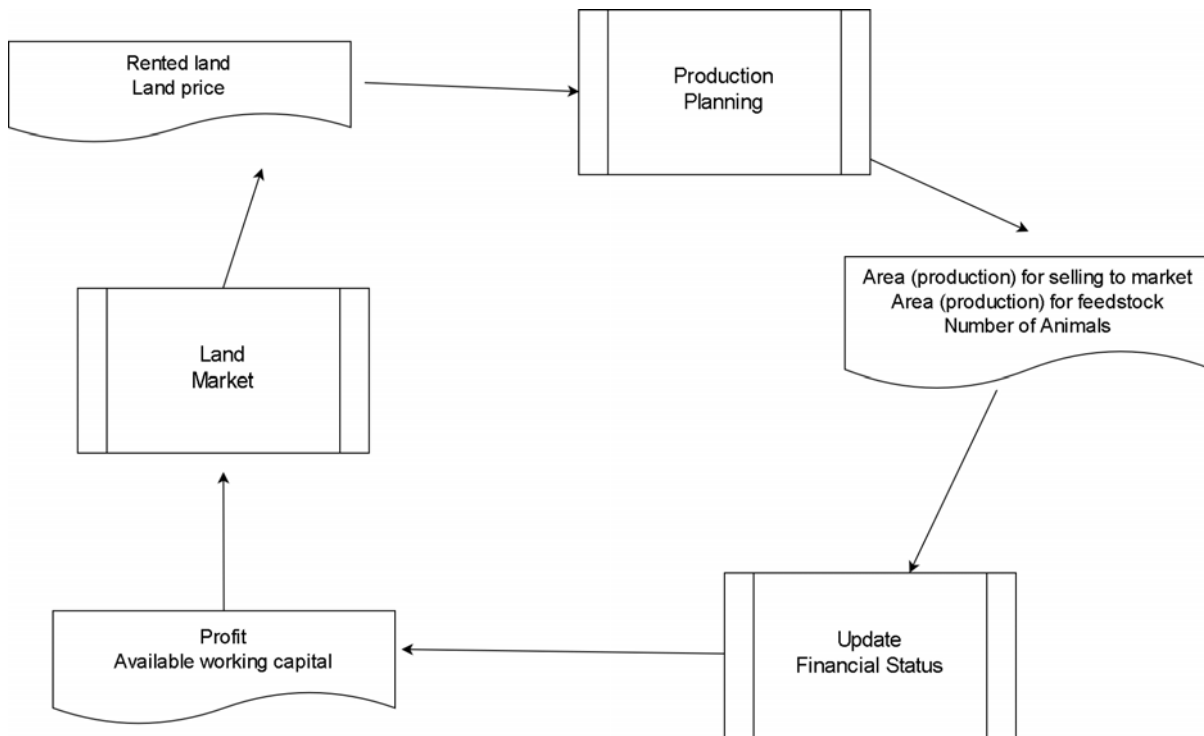 Rented land
Land price
Production
Planning
Area (production) for selling to market
Area (production) for feedstock
Number of Animals
Land
Market
Update
Financial Status
Profit
Available working capital